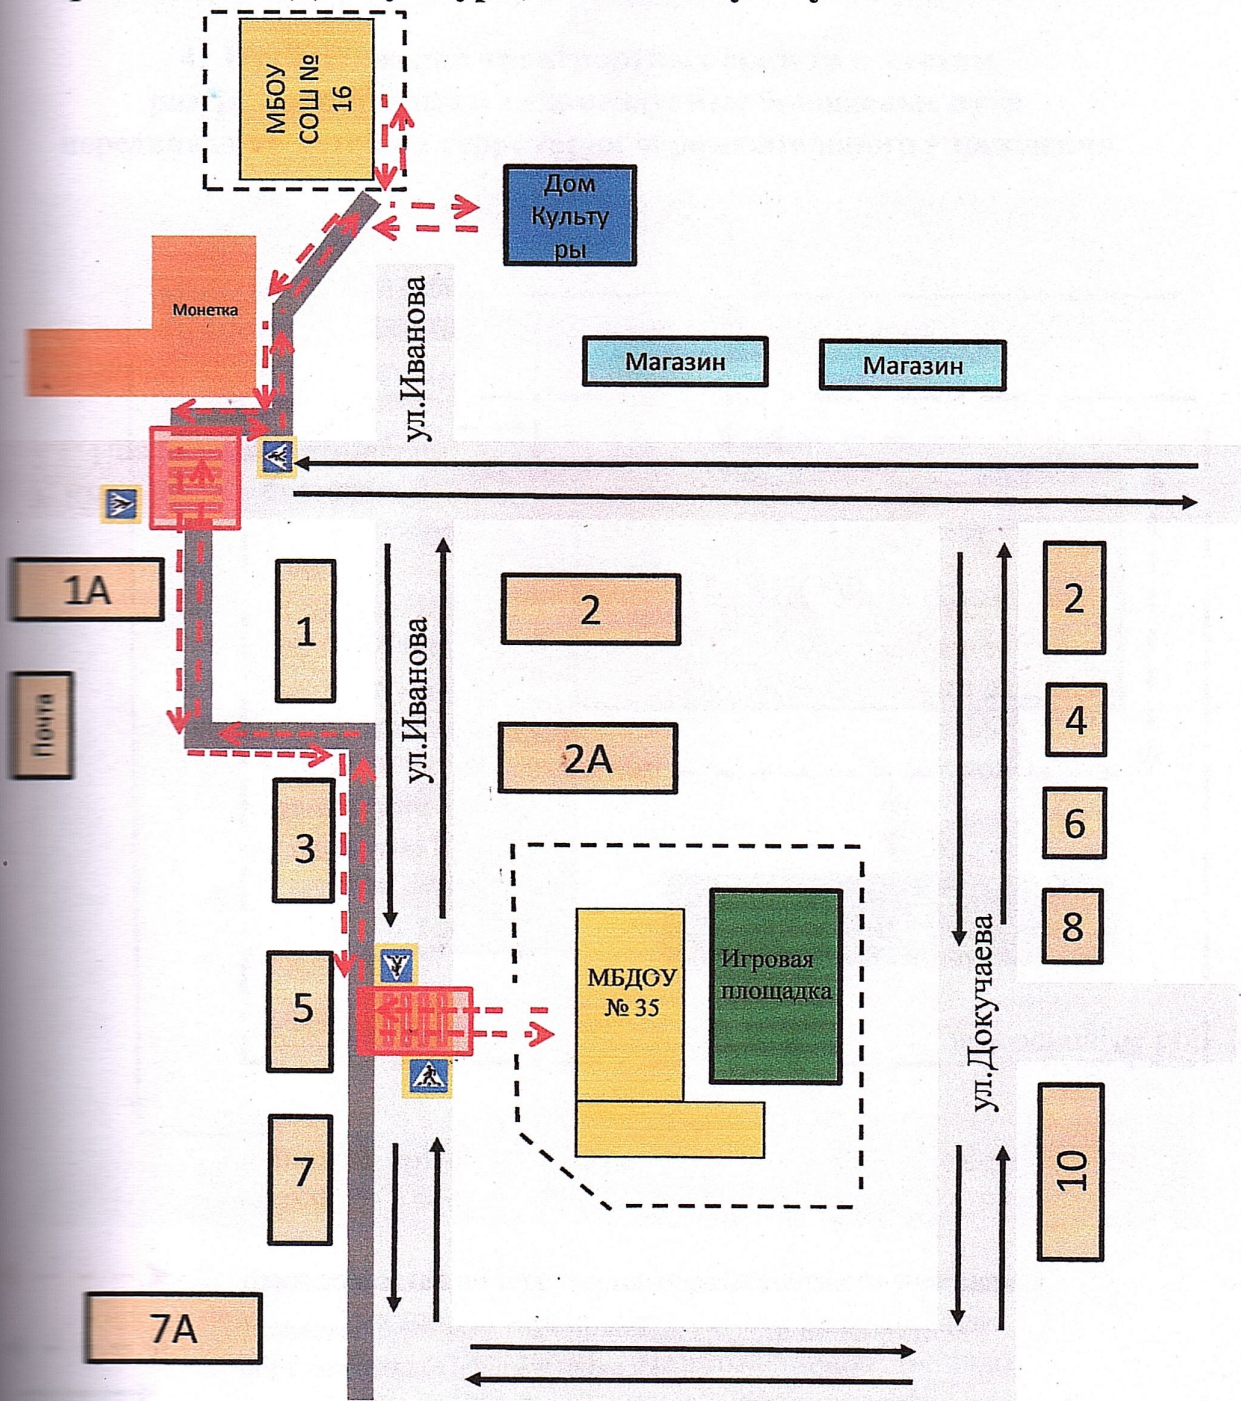 МБОУ
СОШ №
16
Дом
Культу
ры
Монетка
ул.Иванова
Магазин
Магазин
1А
1
2
2
Почта
ул.Иванова
2А
4
3
6
8
МБДОУ
№ 35
Игровая
площадка
ул.Докучаева
5
7
10
7А